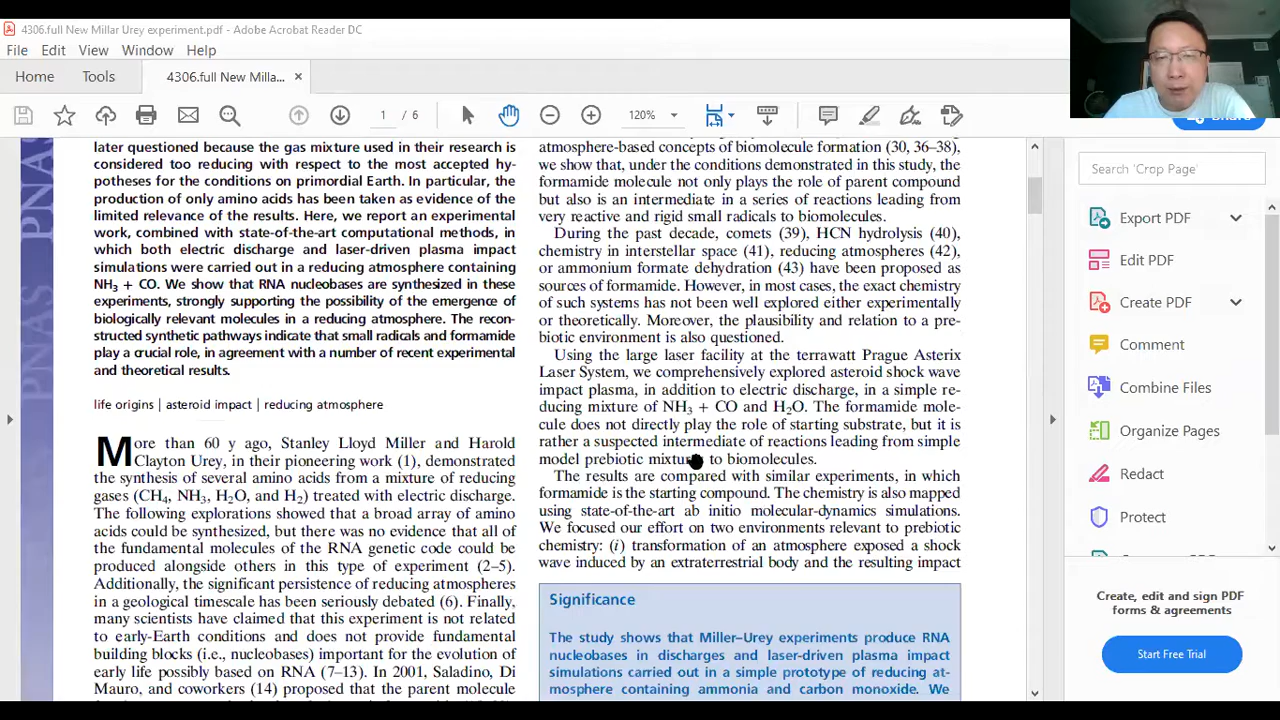 4306.full New Millar Urey experiment.pdf - Adobe Acrobat Reader DC
File Edit View Window Help
Home Tools 4306.full New Milla... ×
1 / 6 120%
Share
PNAS PNAS
later questioned because the gas mixture used in their research is
considered too reducing with respect to the most accepted hy-
potheses for the conditions on primordial Earth. In particular, the
production of only amino acids has been taken as evidence of the
limited relevance of the results. Here, we report an experimental
work, combined with state-of-the-art computational methods, in
which both electric discharge and laser-driven plasma impact
simulations were carried out in a reducing atmosphere containing
NH₃ + CO. We show that RNA nucleobases are synthesized in these
experiments, strongly supporting the possibility of the emergence of
biologically relevant molecules in a reducing atmosphere. The recon-
structed synthetic pathways indicate that small radicals and formamide
play a crucial role, in agreement with a number of recent experimental
and theoretical results.
life origins | asteroid impact | reducing atmosphere
More than 60 y ago, Stanley Lloyd Miller and Harold
Clayton Urey, in their pioneering work (1), demonstrated
the synthesis of several amino acids from a mixture of reducing
gases (CH₄, NH₃, H₂O, and H₂) treated with electric discharge.
The following explorations showed that a broad array of amino
acids could be synthesized, but there was no evidence that all of
the fundamental molecules of the RNA genetic code could be
produced alongside others in this type of experiment (2–5).
Additionally, the significant persistence of reducing atmospheres
in a geological timescale has been seriously debated (6). Finally,
many scientists have claimed that this experiment is not related
to early-Earth conditions and does not provide fundamental
building blocks (i.e., nucleobases) important for the evolution of
early life possibly based on RNA (7–13). In 2001, Saladino, Di
Mauro, and coworkers (14) proposed that the parent molecule
atmosphere-based concepts of biomolecule formation (30, 36–38),
we show that, under the conditions demonstrated in this study, the
formamide molecule not only plays the role of parent compound
but also is an intermediate in a series of reactions leading from
very reactive and rigid small radicals to biomolecules.
During the past decade, comets (39), HCN hydrolysis (40),
chemistry in interstellar space (41), reducing atmospheres (42),
or ammonium formate dehydration (43) have been proposed as
sources of formamide. However, in most cases, the exact chemistry
of such systems has not been well explored either experimentally
or theoretically. Moreover, the plausibility and relation to a pre-
biotic environment is also questioned.
Using the large laser facility at the terrawatt Prague Asterix
Laser System, we comprehensively explored asteroid shock wave
impact plasma, in addition to electric discharge, in a simple re-
ducing mixture of NH₃ + CO and H₂O. The formamide mole-
cule does not directly play the role of starting substrate, but it is
rather a suspected intermediate of reactions leading from simple
model prebiotic mixtures to biomolecules.
The results are compared with similar experiments, in which
formamide is the starting compound. The chemistry is also mapped
using state-of-the-art ab initio molecular-dynamics simulations.
We focused our effort on two environments relevant to prebiotic
chemistry: (i) transformation of an atmosphere exposed a shock
wave induced by an extraterrestrial body and the resulting impact
Significance
The study shows that Miller–Urey experiments produce RNA
nucleobases in discharges and laser-driven plasma impact
simulations carried out in a simple prototype of reducing at-
mosphere containing ammonia and carbon monoxide. We
Search 'Crop Page'
Export PDF
Edit PDF
Create PDF
Comment
Combine Files
Organize Pages
Redact
Protect
Create, edit and sign PDF
forms & agreements
Start Free Trial